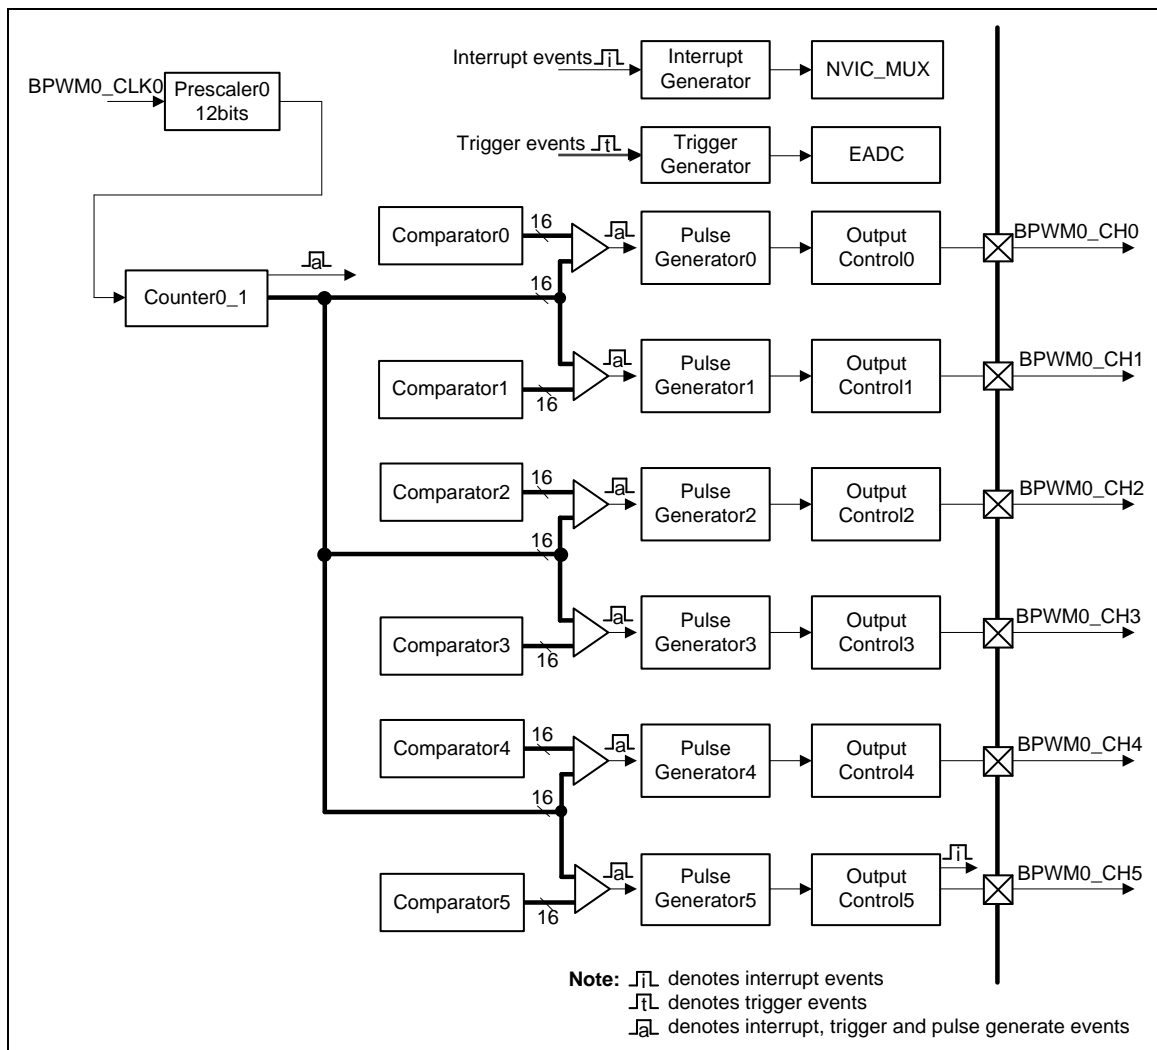 BPWM0_CLK0
Prescaler0
12bits
Interrupt events
i
Interrupt
Generator
NVIC_MUX
Trigger events
t
Trigger
Generator
EADC
Counter0_1
a
Comparator0
16
16
a
Pulse
Generator0
Output
Control0
BPWM0_CH0
Comparator1
16
a
Pulse
Generator1
Output
Control1
BPWM0_CH1
Comparator2
16
16
a
Pulse
Generator2
Output
Control2
BPWM0_CH2
Comparator3
16
a
Pulse
Generator3
Output
Control3
BPWM0_CH3
Comparator4
16
16
a
Pulse
Generator4
Output
Control4
BPWM0_CH4
Comparator5
16
a
Pulse
Generator5
Output
Control5
i
BPWM0_CH5
Note: i denotes interrupt events
t denotes trigger events
a denotes interrupt, trigger and pulse generate events